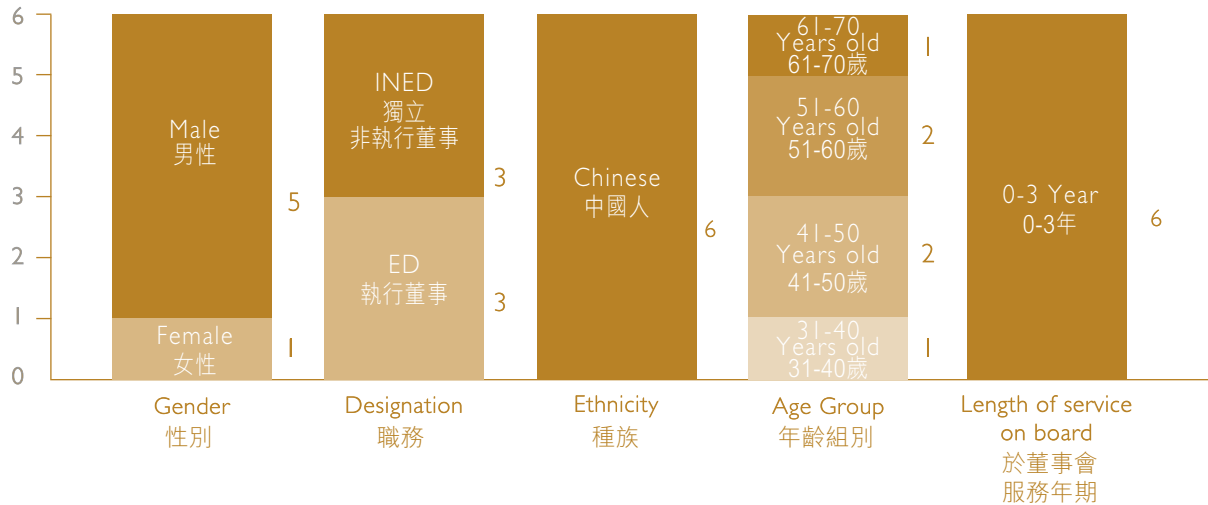 6
5
4
3
2
1
0
Male
男性
5
Female
女性
1
Gender
性別
INED
獨立
非執行董事
3
ED
執行董事
3
Designation
職務
Chinese
中國人
6
Ethnicity
種族
61-70
Years old
61-70歲
1
51-60
Years old
51-60歲
2
41-50
Years old
41-50歲
2
31-40
Years old
31-40歲
1
Age Group
年齡組別
0-3 Year
0-3年
6
Length of service
on board
於董事會
服務年期